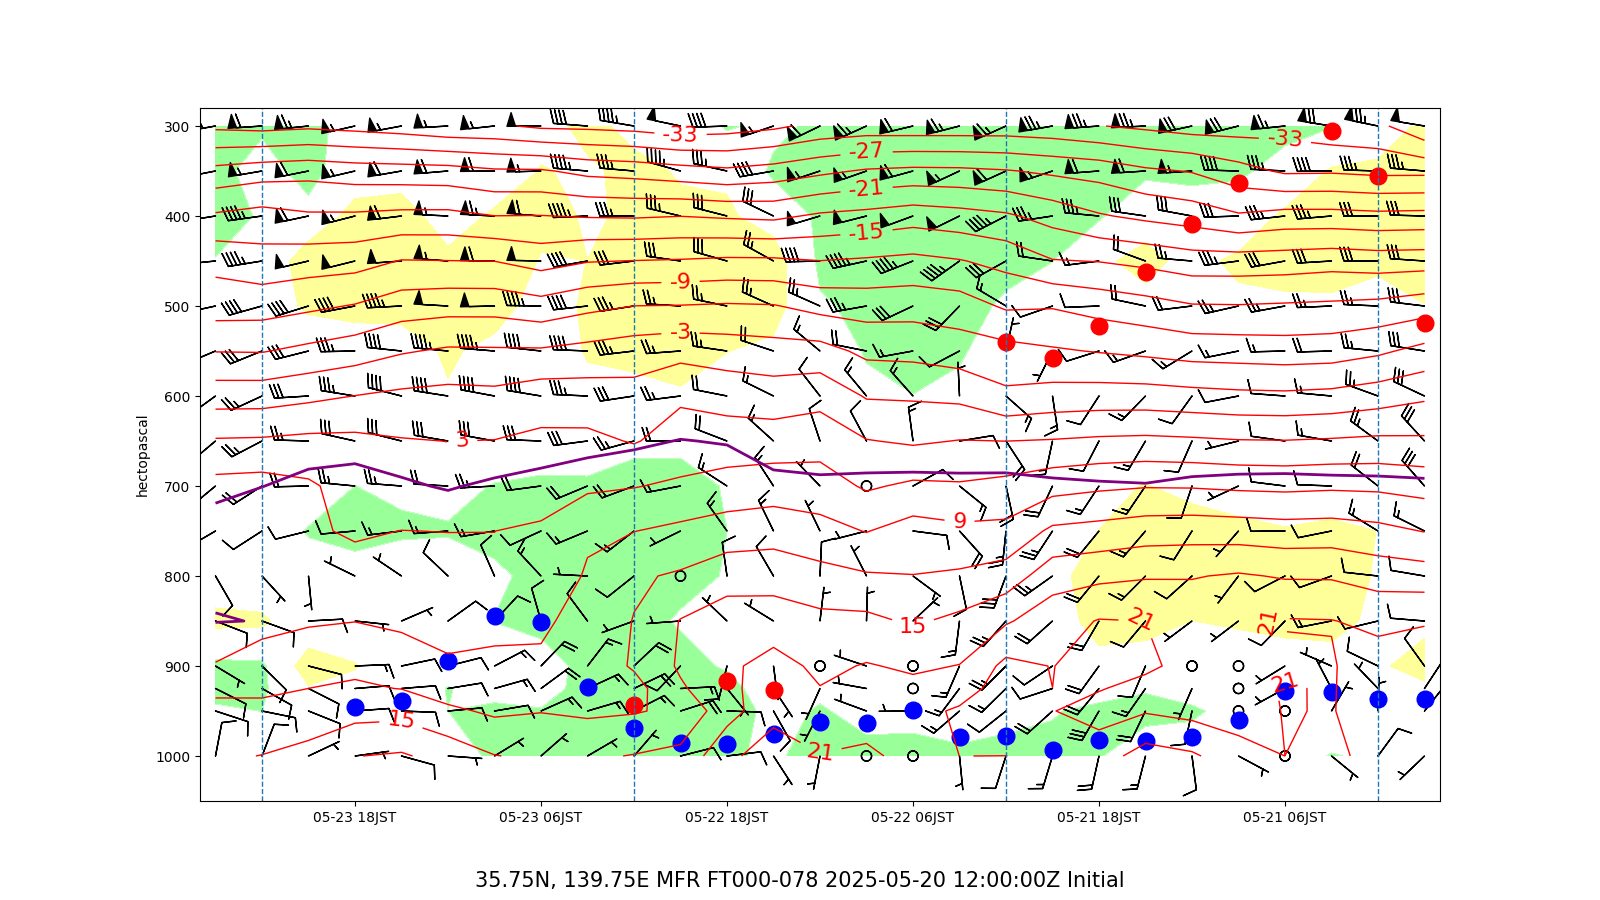 300
400
500
600
700
800
900
1000
hectopascal
-33
-33
-27
-21
-15
-9
-3
3
9
15
21
21
21
15
21
05-23 18JST
05-23 06JST
05-22 18JST
05-22 06JST
05-21 18JST
05-21 06JST
35.75N, 139.75E MFR FT000-078 2025-05-20 12:00:00Z Initial